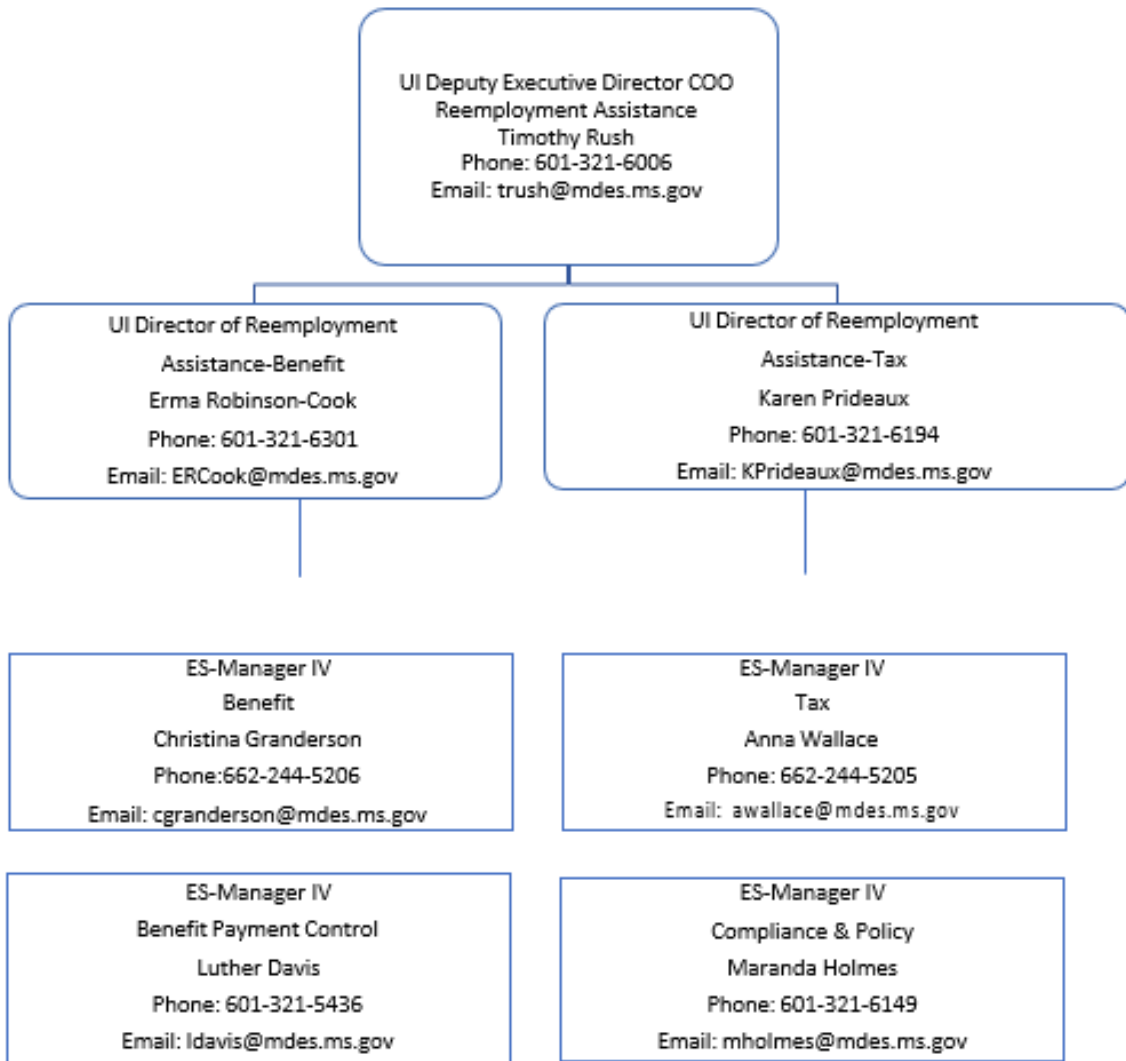 UI Deputy Executive Director COO
Reemployment Assistance
Timothy Rush
Phone: 601-321-6006
Email: trush@mdes.ms.gov
UI Director of Reemployment
Assistance-Benefit
Erma Robinson-Cook
Phone: 601-321-6301
Email: ERCook@mdes.ms.gov
UI Director of Reemployment
Assistance-Tax
Karen Prideaux
Phone: 601-321-6194
Email: KPrideaux@mdes.ms.gov
ES-Manager IV
Benefit
Christina Granderson
Phone:662-244-5206
Email: cgranderson@mdes.ms.gov
ES-Manager IV
Tax
Anna Wallace
Phone: 662-244-5205
Email: awallace@mdes.ms.gov
ES-Manager IV
Benefit Payment Control
Luther Davis
Phone: 601-321-5436
Email: ldavis@mdes.ms.gov
ES-Manager IV
Compliance & Policy
Maranda Holmes
Phone: 601-321-6149
Email: mholmes@mdes.ms.gov